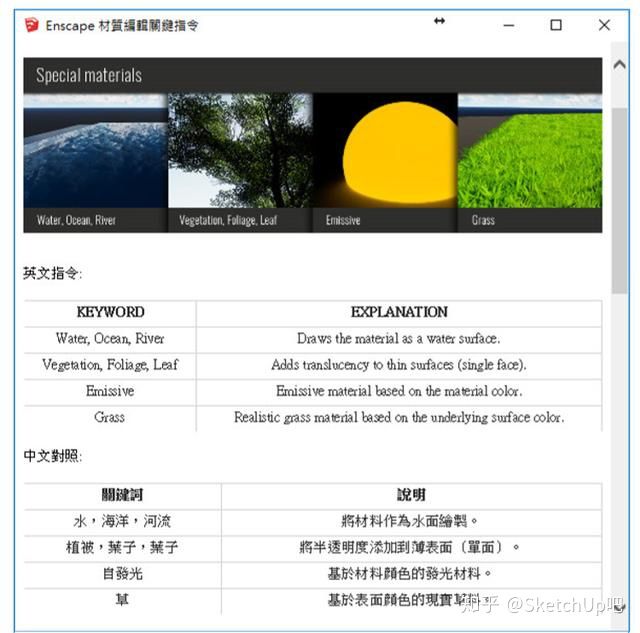 Enscape 材質編輯關鍵指令
Special materials
Water, Ocean, River
Vegetation, Foliage, Leaf
Emissive
Grass
英文指令:
KEYWORD EXPLANATION
Water, Ocean, River Draws the material as a water surface.
Vegetation, Foliage, Leaf Adds translucency to thin surfaces (single face).
Emissive Emissive material based on the material color.
Grass Realistic grass material based on the underlying surface color.
中文對照:
關鍵詞 說明
水，海洋，河流 將材料作為水面繪製。
植被，葉子，葉子 將半透明度添加到薄表面（單面）。
自發光 基於材料顏色的發光材料。
草 基於表面顏色的現實草料。
知乎 @SketchUp吧